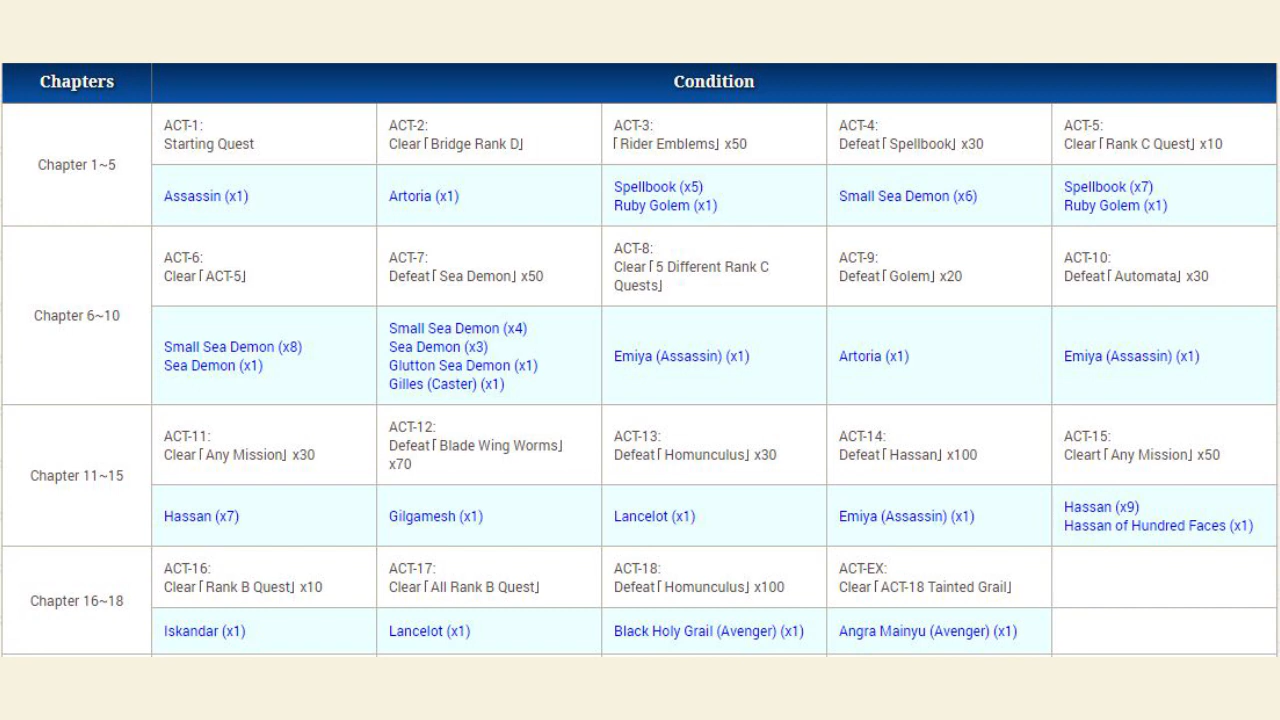 Chapters
Condition
Chapter 1~5
ACT-1:
Starting Quest
ACT-2:
Clear「Bridge Rank D」
ACT-3:
「Rider Emblems」x50
ACT-4:
Defeat「Spellbook」x30
ACT-5:
Clear「Rank C Quest」x10
Assassin (x1)
Artoria (x1)
Spellbook (x5)
Ruby Golem (x1)
Small Sea Demon (x6)
Spellbook (x7)
Ruby Golem (x1)
Chapter 6~10
ACT-6:
Clear「ACT-5」
ACT-7:
Defeat「Sea Demon」x50
ACT-8:
Clear「5 Different Rank C
Quests」
ACT-9:
Defeat「Golem」x20
ACT-10:
Defeat「Automata」x30
Small Sea Demon (x8)
Sea Demon (x1)
Small Sea Demon (x4)
Sea Demon (x3)
Glutton Sea Demon (x1)
Gilles (Caster) (x1)
Emiya (Assassin) (x1)
Artoria (x1)
Emiya (Assassin) (x1)
Chapter 11~15
ACT-11:
Clear「Any Mission」x30
ACT-12:
Defeat「Blade Wing Worms」
x70
ACT-13:
Defeat「Homunculus」x30
ACT-14:
Defeat「Hassan」x100
ACT-15:
Cleart「Any Mission」x50
Hassan (x7)
Gilgamesh (x1)
Lancelot (x1)
Emiya (Assassin) (x1)
Hassan (x9)
Hassan of Hundred Faces (x1)
Chapter 16~18
ACT-16:
Clear「Rank B Quest」x10
ACT-17:
Clear「All Rank B Quest」
ACT-18:
Defeat「Homunculus」x100
ACT-EX:
Clear「ACT-18 Tainted Grail」
Iskandar (x1)
Lancelot (x1)
Black Holy Grail (Avenger) (x1)
Angra Mainyu (Avenger) (x1)